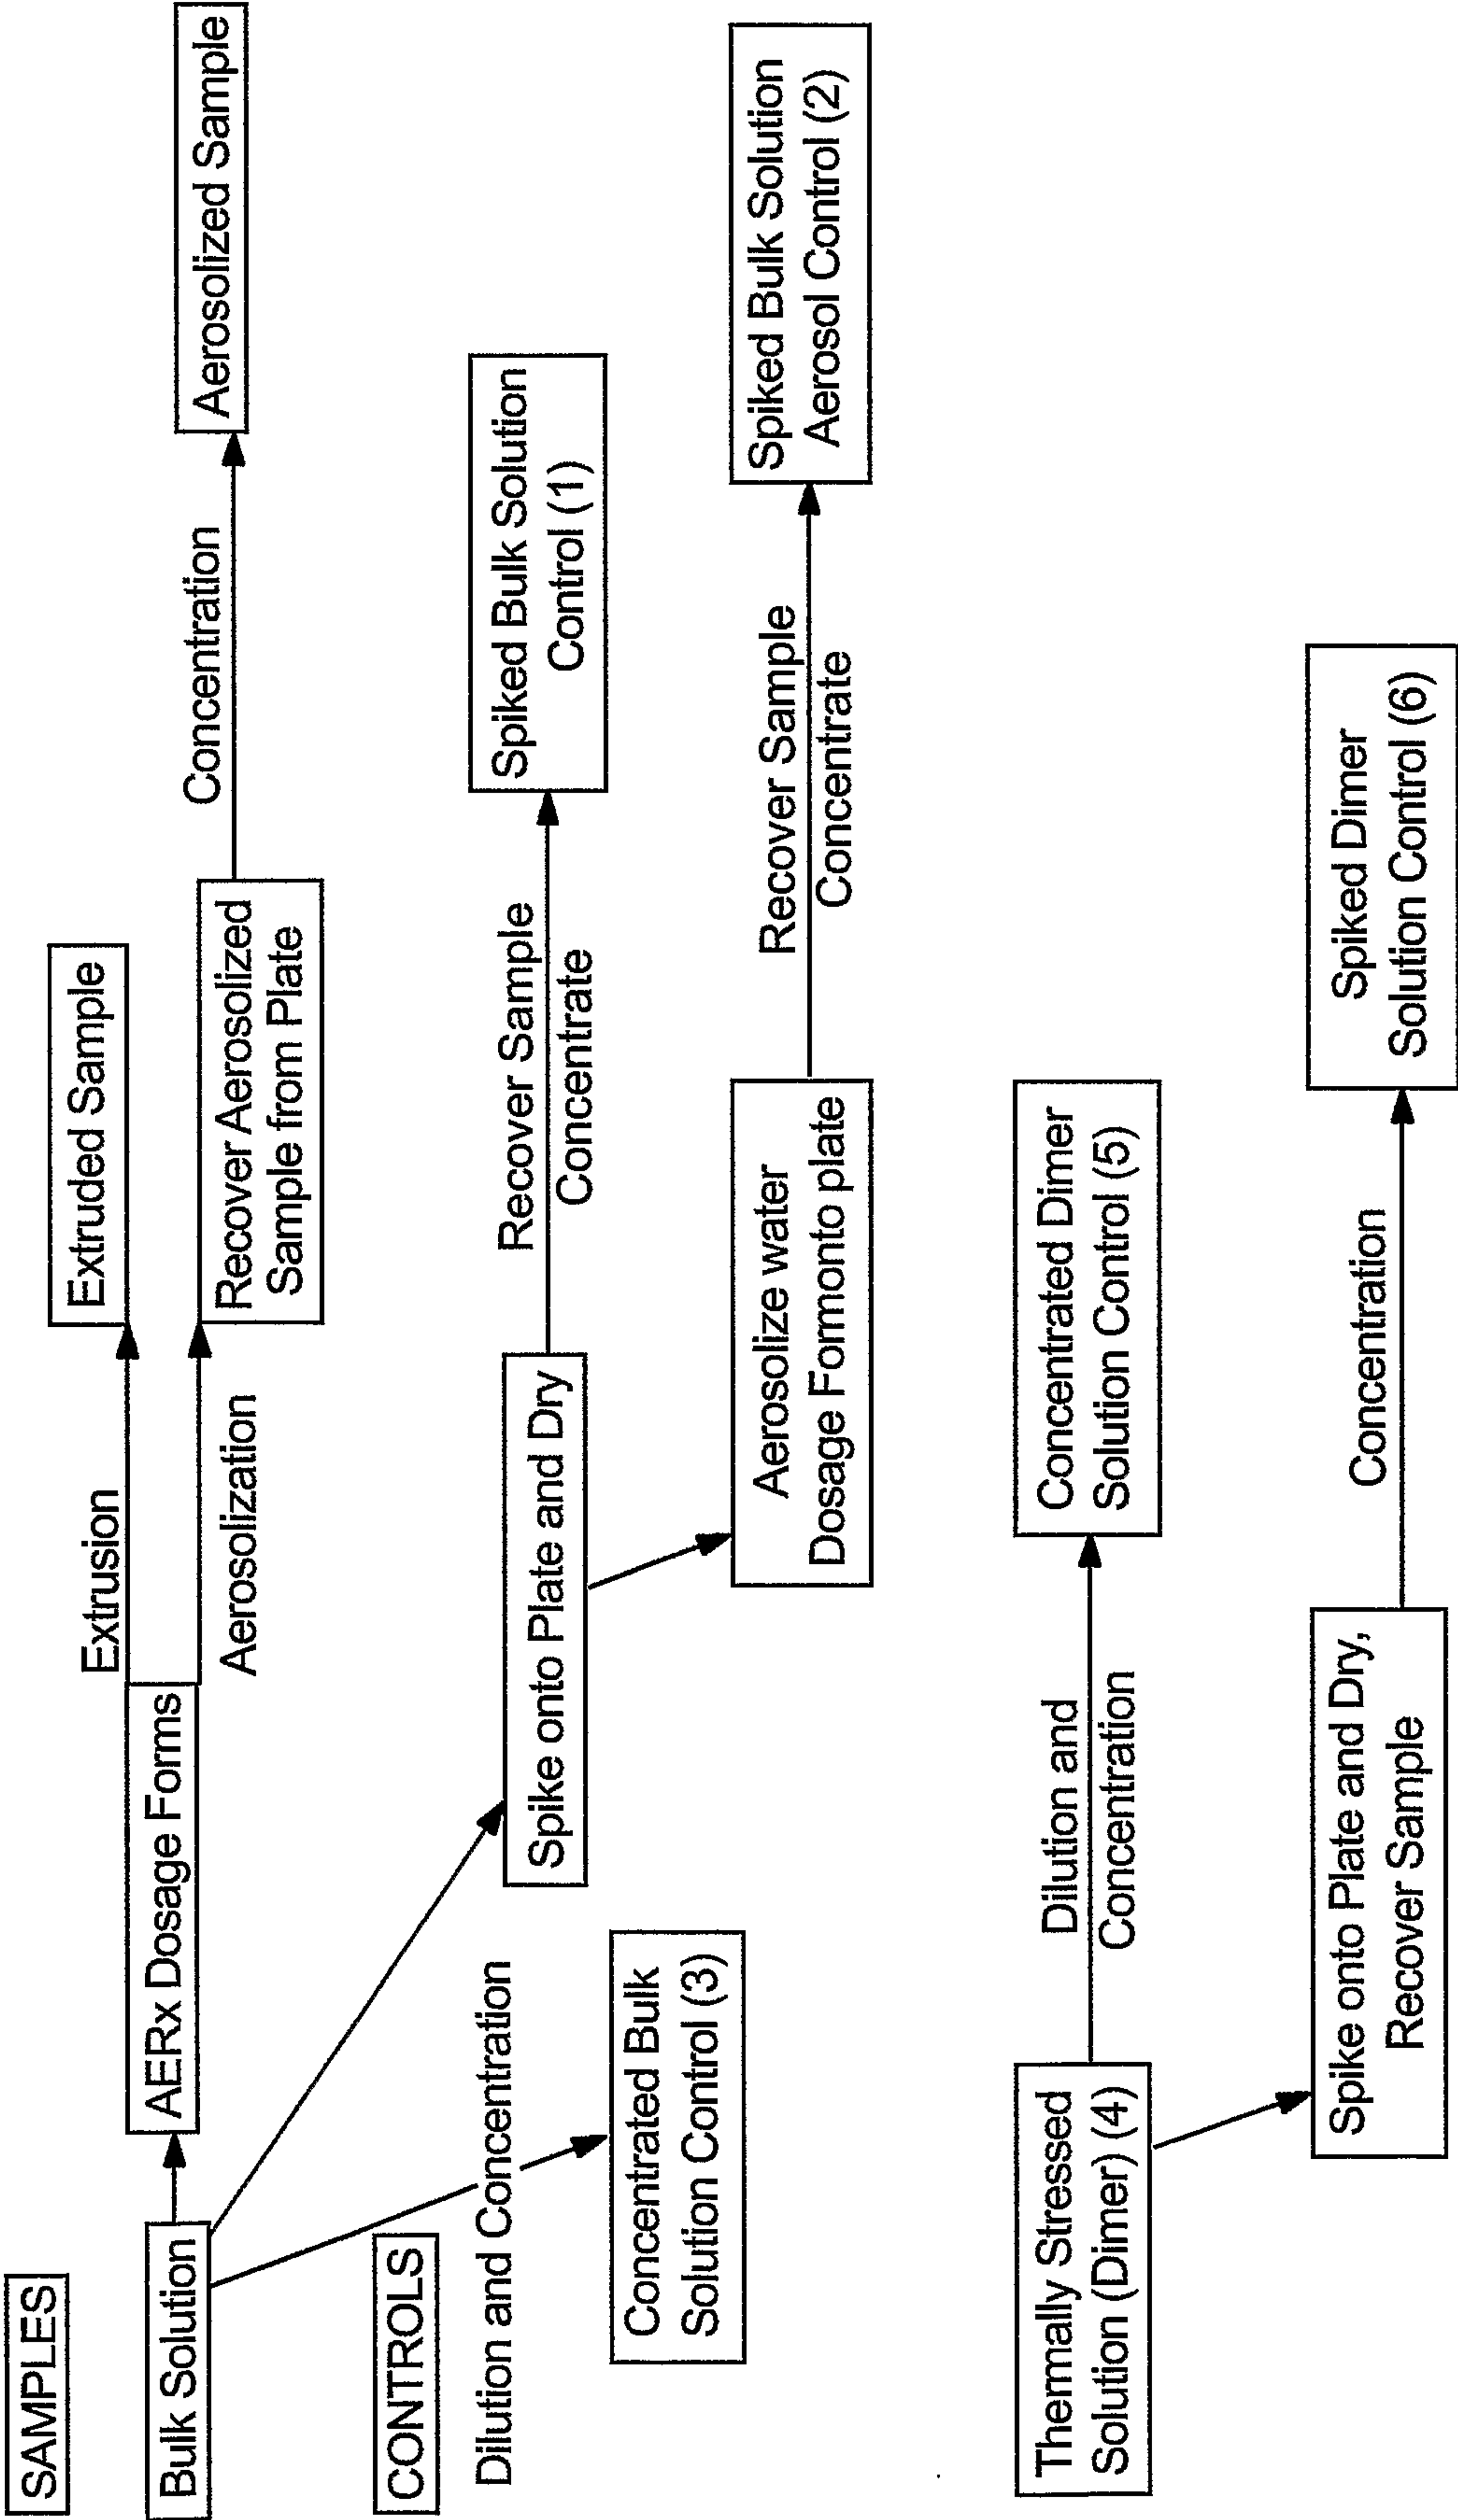 SAMPLES
Bulk Solution
AERx Dosage Forms
Extrusion
Aerosolization
Extruded Sample
Recover Aerosolized
Sample from Plate
Concentration
Aerosolized Sample
CONTROLS
Dilution and Concentration
Concentrated Bulk
Solution Control (3)
Spike onto Plate and Dry
Recover Sample
Concentrate
Spiked Bulk Solution
Control (1)
Aerosolize water
Dosage Formonto plate
Recover Sample
Concentrate
Spiked Bulk Solution
Aerosol Control (2)
Thermally Stressed
Solution (Dimer) (4)
Dilution and
Concentration
Concentrated Dimer
Solution Control (5)
Spike onto Plate and Dry,
Recover Sample
Concentration
Spiked Dimer
Solution Control (6)